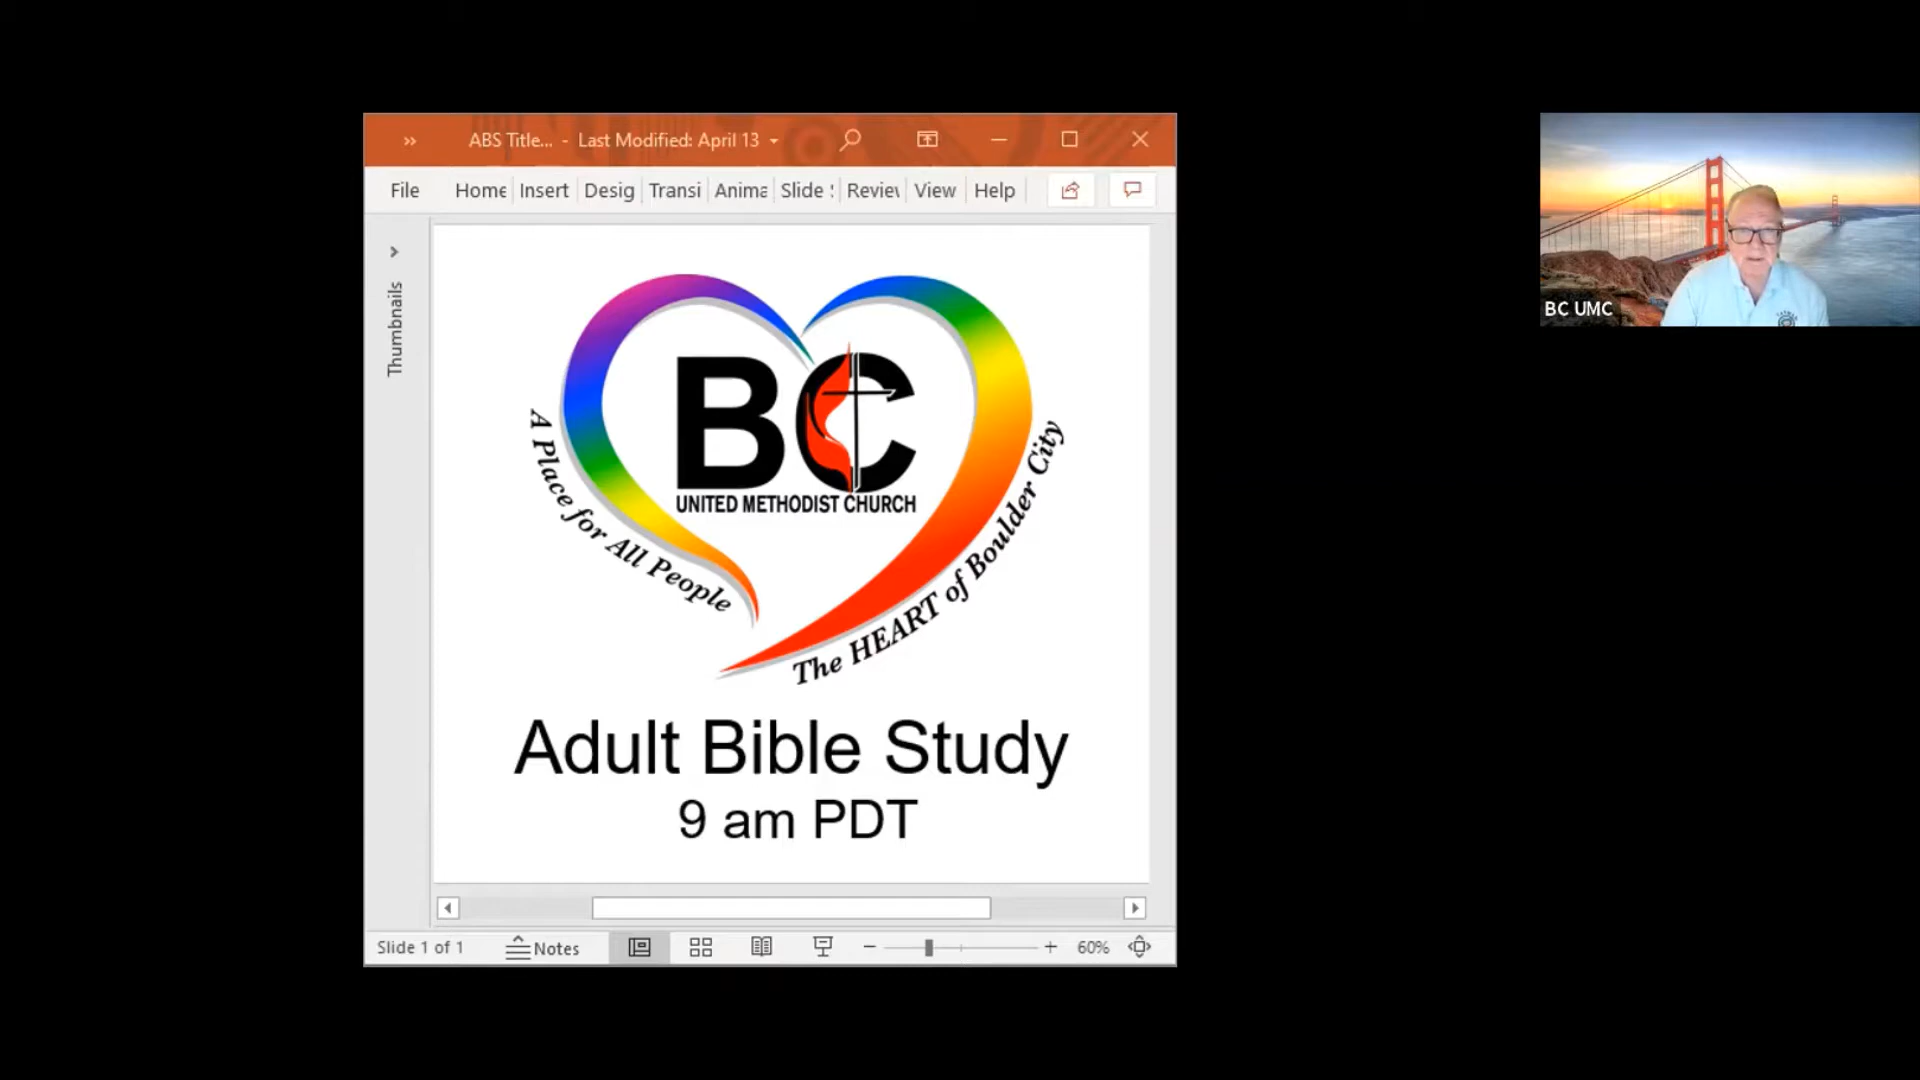 ABS Title... - Last Modified: April 13
File Home Insert Desig Transi Anima Slide Reviev View Help
Thumbnails
BC
UNITED METHODIST CHURCH
A Place for All People
The HEART of Boulder City
Adult Bible Study
9 am PDT
Slide 1 of 1 Notes 60%
BC UMC